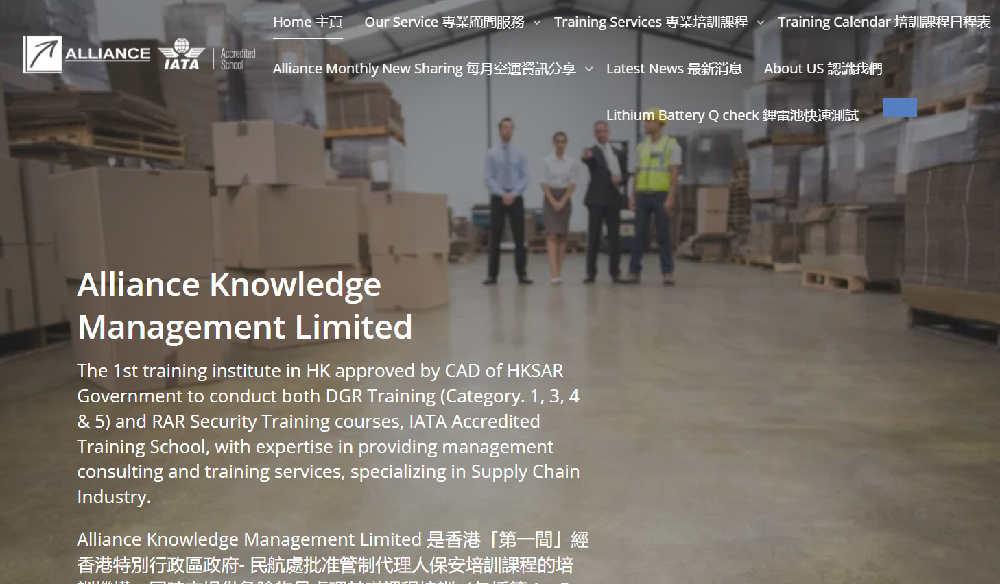 Home 主頁
Our Service 專業顧問服務
Training Services 專業培訓課程
Training Calendar 培訓課程日程表
ALLIANCE
IATA
Accredited
School
Alliance Monthly New Sharing 每月空運資訊分享
Latest News 最新消息
About US 認識我們
Lithium Battery Q check 鋰電池快速測試
Alliance Knowledge
Management Limited
The 1st training institute in HK approved by CAD of HKSAR
Government to conduct both DGR Training (Category. 1, 3, 4
& 5) and RAR Security Training courses, IATA Accredited
Training School, with expertise in providing management
consulting and training services, specializing in Supply Chain
Industry.
Alliance Knowledge Management Limited 是香港「第一間」經
香港特別行政區政府- 民航處批准管制代理人保安培訓課程的培